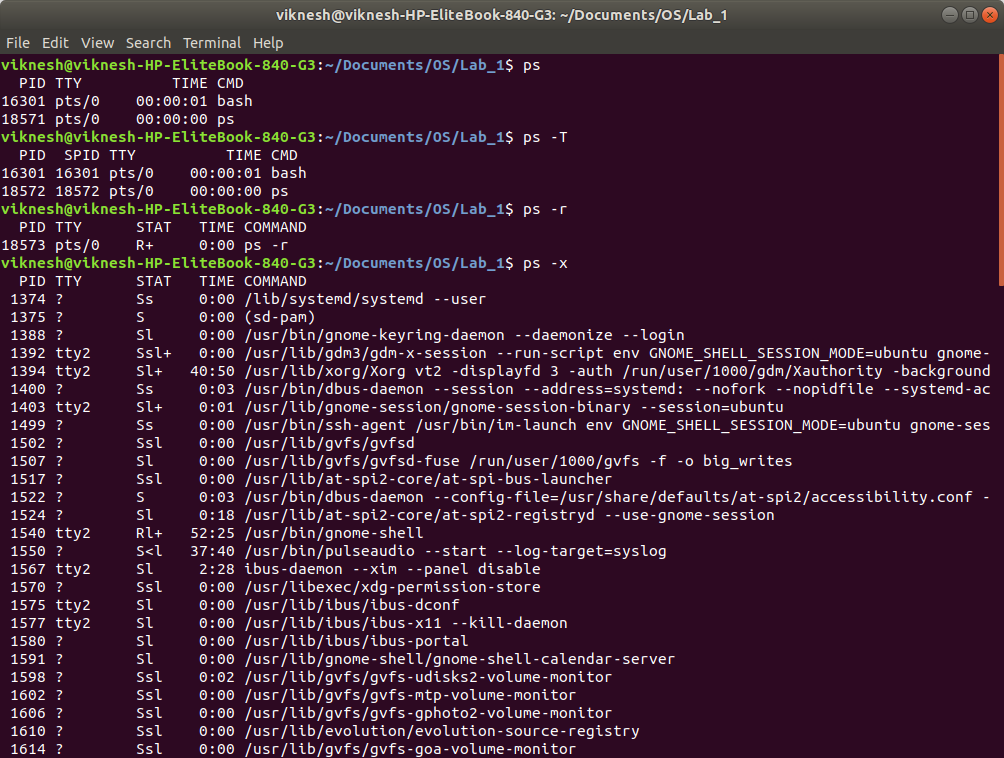 viknesh@viknesh-HP-EliteBook-840-G3: ~/Documents/OS/Lab_1
File Edit View Search Terminal Help
viknesh@viknesh-HP-EliteBook-840-G3:~/Documents/OS/Lab_1$ ps
  PID TTY          TIME CMD
16301 pts/0    00:00:01 bash
18571 pts/0    00:00:00 ps
viknesh@viknesh-HP-EliteBook-840-G3:~/Documents/OS/Lab_1$ ps -T
  PID  SPID TTY          TIME CMD
16301 16301 pts/0    00:00:01 bash
18572 18572 pts/0    00:00:00 ps
viknesh@viknesh-HP-EliteBook-840-G3:~/Documents/OS/Lab_1$ ps -r
  PID TTY      STAT   TIME COMMAND
18573 pts/0    R+     0:00 ps -r
viknesh@viknesh-HP-EliteBook-840-G3:~/Documents/OS/Lab_1$ ps -x
  PID TTY      STAT   TIME COMMAND
 1374 ?        Ss     0:00 /lib/systemd/systemd --user
 1375 ?        S      0:00 (sd-pam)
 1388 ?        Sl     0:00 /usr/bin/gnome-keyring-daemon --daemonize --login
 1392 tty2     Ssl+   0:00 /usr/lib/gdm3/gdm-x-session --run-script env GNOME_SHELL_SESSION_MODE=ubuntu gnome-
 1394 tty2     Sl+   40:50 /usr/lib/xorg/Xorg vt2 -displayfd 3 -auth /run/user/1000/gdm/Xauthority -background
 1400 ?        Ss     0:03 /usr/bin/dbus-daemon --session --address=systemd: --nofork --nopidfile --systemd-ac
 1403 tty2     Sl+    0:01 /usr/lib/gnome-session/gnome-session-binary --session=ubuntu
 1499 ?        Ss     0:00 /usr/bin/ssh-agent /usr/bin/im-launch env GNOME_SHELL_SESSION_MODE=ubuntu gnome-ses
 1502 ?        Ssl    0:00 /usr/lib/gvfs/gvfsd
 1507 ?        Sl     0:00 /usr/lib/gvfs/gvfsd-fuse /run/user/1000/gvfs -f -o big_writes
 1517 ?        Ssl    0:00 /usr/lib/at-spi2-core/at-spi-bus-launcher
 1522 ?        S      0:03 /usr/bin/dbus-daemon --config-file=/usr/share/defaults/at-spi2/accessibility.conf -
 1524 ?        Sl     0:18 /usr/lib/at-spi2-core/at-spi2-registryd --use-gnome-session
 1540 tty2     Rl+   52:25 /usr/bin/gnome-shell
 1550 ?        S<l   37:40 /usr/bin/pulseaudio --start --log-target=syslog
 1567 tty2     Sl     2:28 ibus-daemon --xim --panel disable
 1570 ?        Ssl    0:00 /usr/libexec/xdg-permission-store
 1575 tty2     Sl     0:00 /usr/lib/ibus/ibus-dconf
 1577 tty2     Sl     0:00 /usr/lib/ibus/ibus-x11 --kill-daemon
 1580 ?        Sl     0:00 /usr/lib/ibus/ibus-portal
 1591 ?        Sl     0:00 /usr/lib/gnome-shell/gnome-shell-calendar-server
 1598 ?        Ssl    0:02 /usr/lib/gvfs/gvfs-udisks2-volume-monitor
 1602 ?        Ssl    0:00 /usr/lib/gvfs/gvfs-mtp-volume-monitor
 1606 ?        Ssl    0:00 /usr/lib/gvfs/gvfs-gphoto2-volume-monitor
 1610 ?        Ssl    0:00 /usr/lib/evolution/evolution-source-registry
 1614 ?        Ssl    0:00 /usr/lib/gvfs/gvfs-goa-volume-monitor